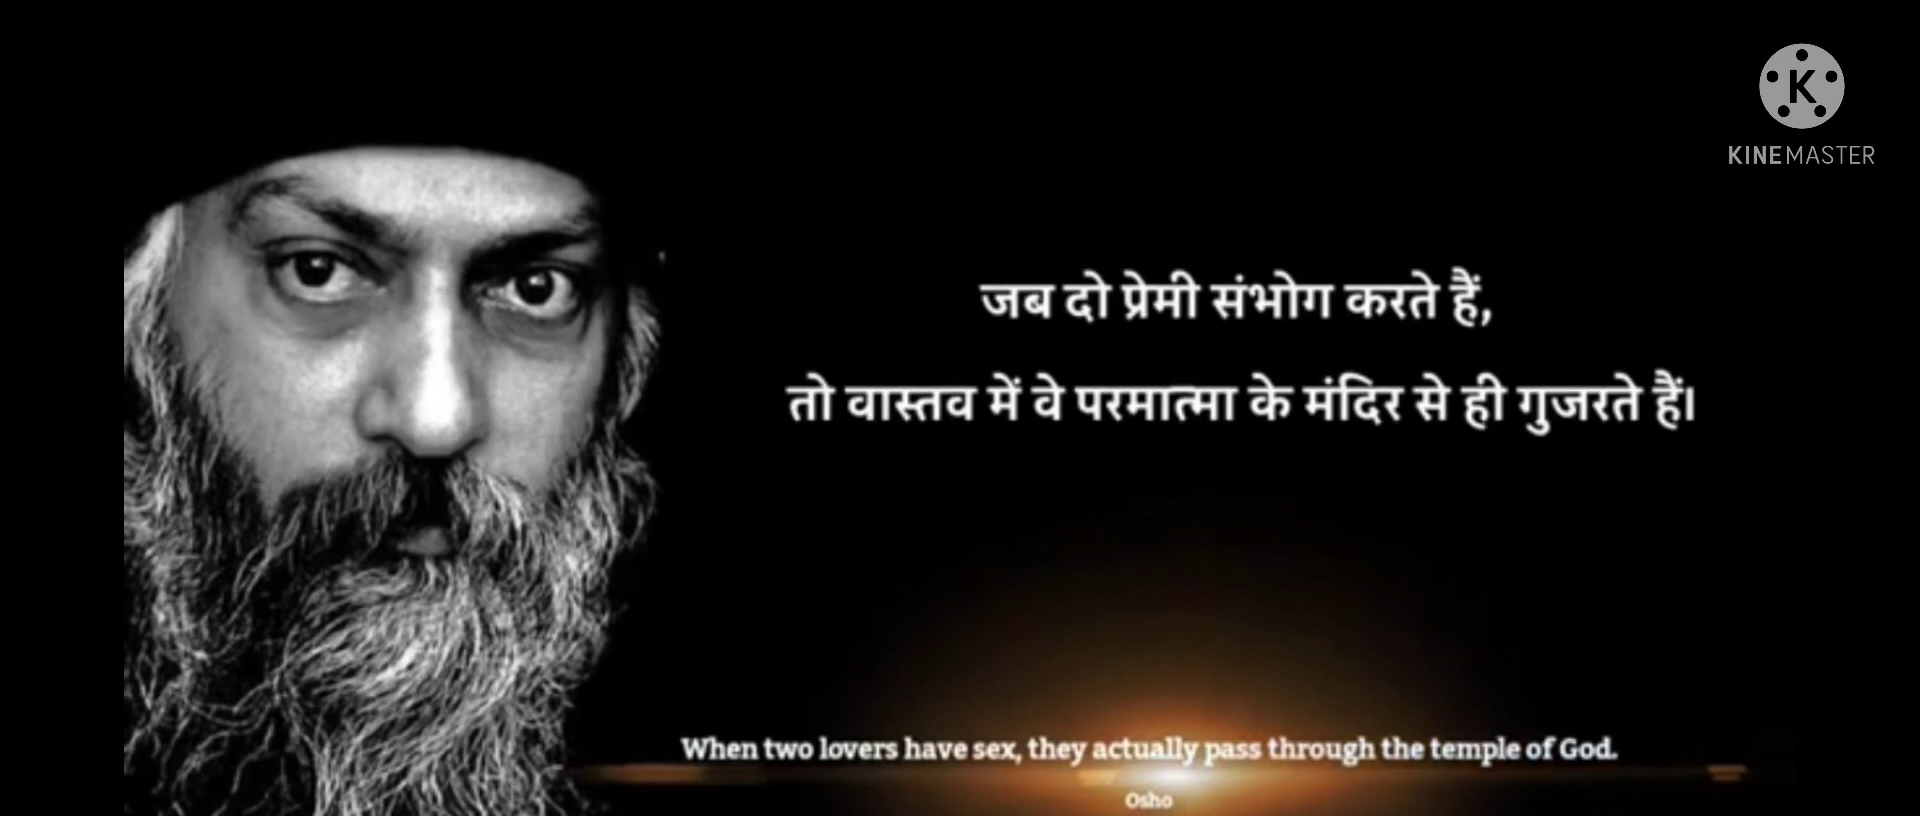 KINEMASTER
जब दो प्रेमी संभोग करते हैं,
तो वास्तव में वे परमात्मा के मंदिर से ही गुजरते हैं।
When two lovers have sex, they actually pass through the temple of God.
Osho